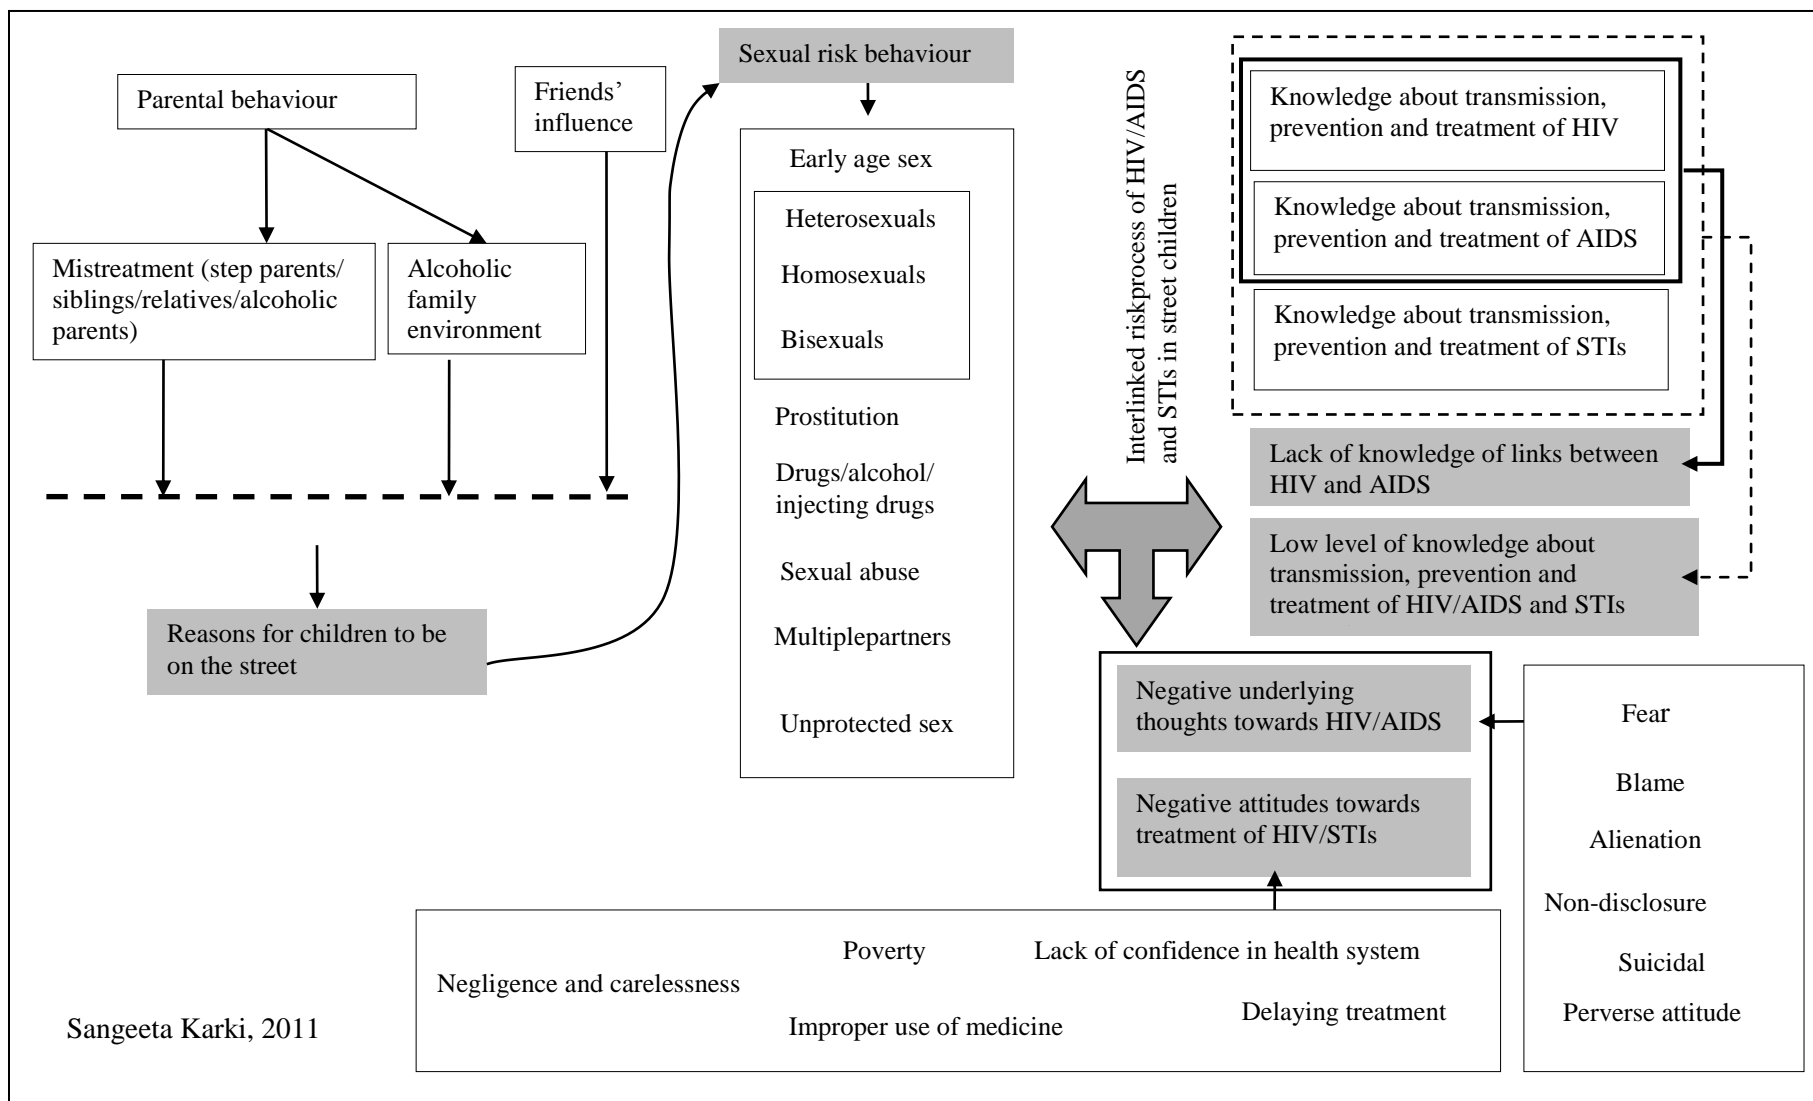 Parental behaviour
Friends’
influence
Mistreatment (step parents/
siblings/relatives/alcoholic
parents)
Alcoholic
family
environment
Reasons for children to be
on the street
Sexual risk behaviour
Early age sex
Heterosexuals
Homosexuals
Bisexuals
Prostitution
Drugs/alcohol/
injecting drugs
Sexual abuse
Multiplepartners
Unprotected sex
Interlinked riskprocess of HIV/AIDS
and STIs in street children
Knowledge about transmission,
prevention and treatment of HIV
Knowledge about transmission,
prevention and treatment of AIDS
Knowledge about transmission,
prevention and treatment of STIs
Lack of knowledge of links between
HIV and AIDS
Low level of knowledge about
transmission, prevention and
treatment of HIV/AIDS and STIs
Negative underlying
thoughts towards HIV/AIDS
Negative attitudes towards
treatment of HIV/STIs
Fear
Blame
Alienation
Non-disclosure
Suicidal
Perverse attitude
Poverty
Lack of confidence in health system
Negligence and carelessness
Improper use of medicine
Delaying treatment
Sangeeta Karki, 2011